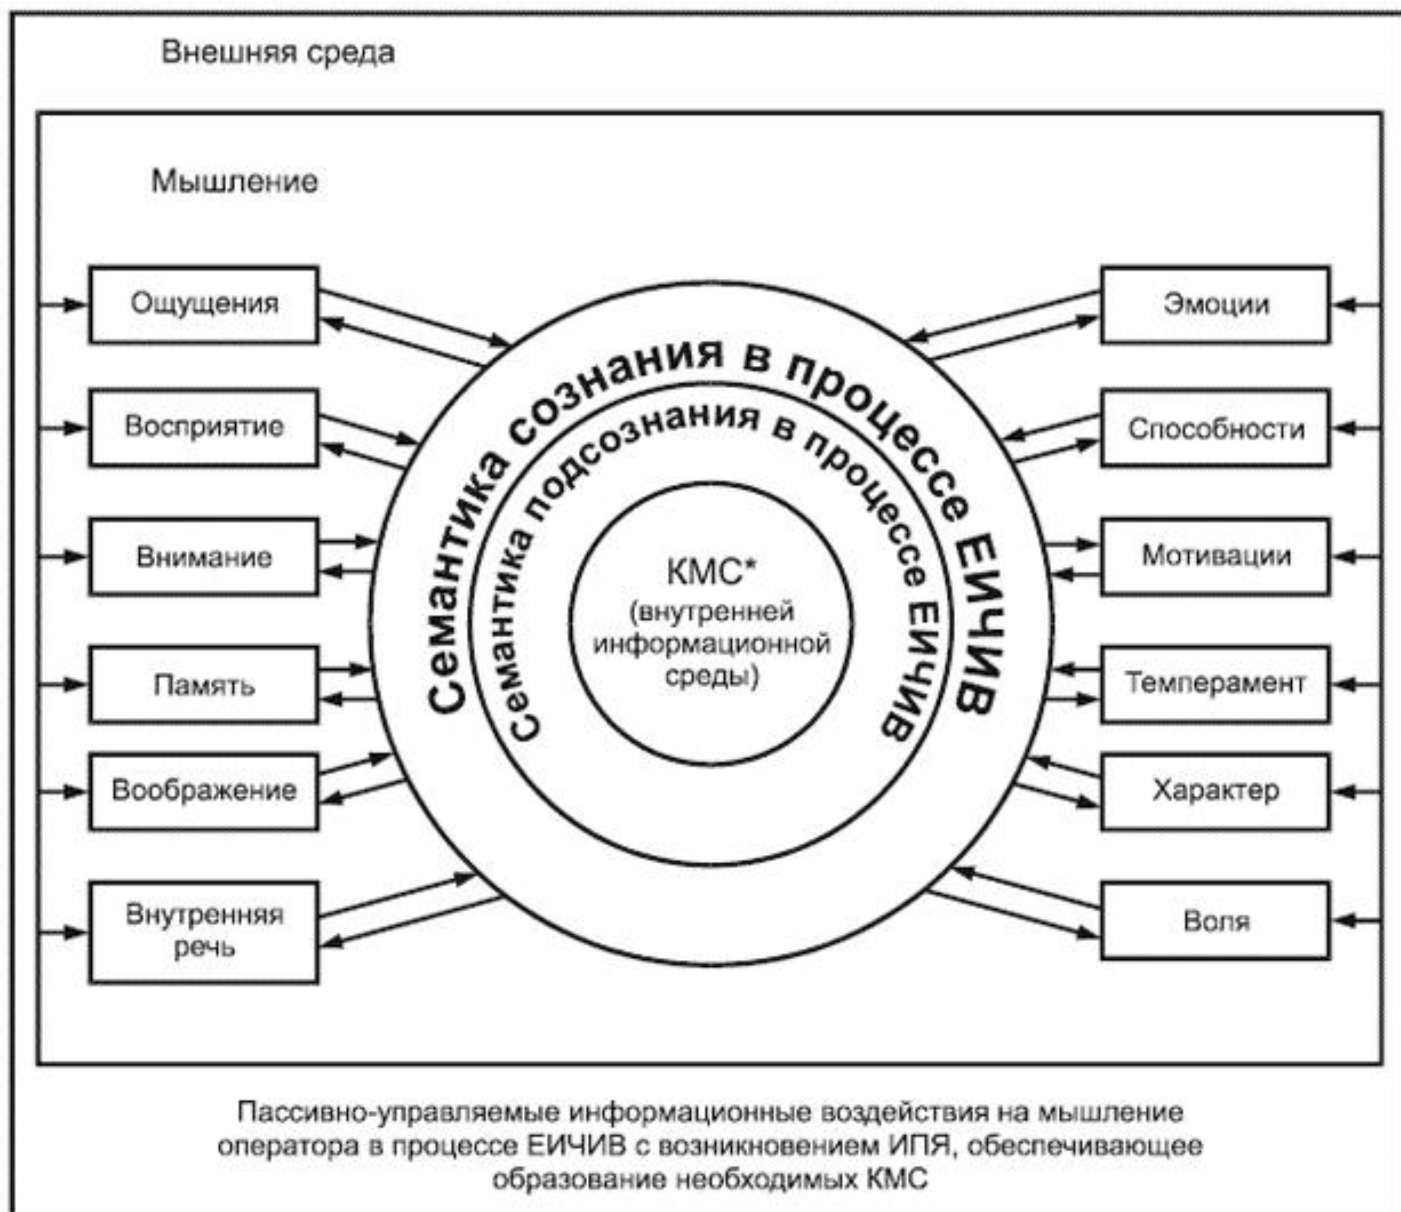 Внешняя среда
Мышление
Ощущения
Восприятие
Внимание
Память
Воображение
Внутренняя
речь
Семантика сознания в процессе ЕИЧИВ
Семантика подсознания в процессе ЕИЧИВ
КМС*
(внутренней
информационной
среды)
Эмоции
Способности
Мотивации
Темперамент
Характер
Воля
Пассивно-управляемые информационные воздействия на мышление
оператора в процессе ЕИЧИВ с возникновением ИПЯ, обеспечивающее
образование необходимых КМС